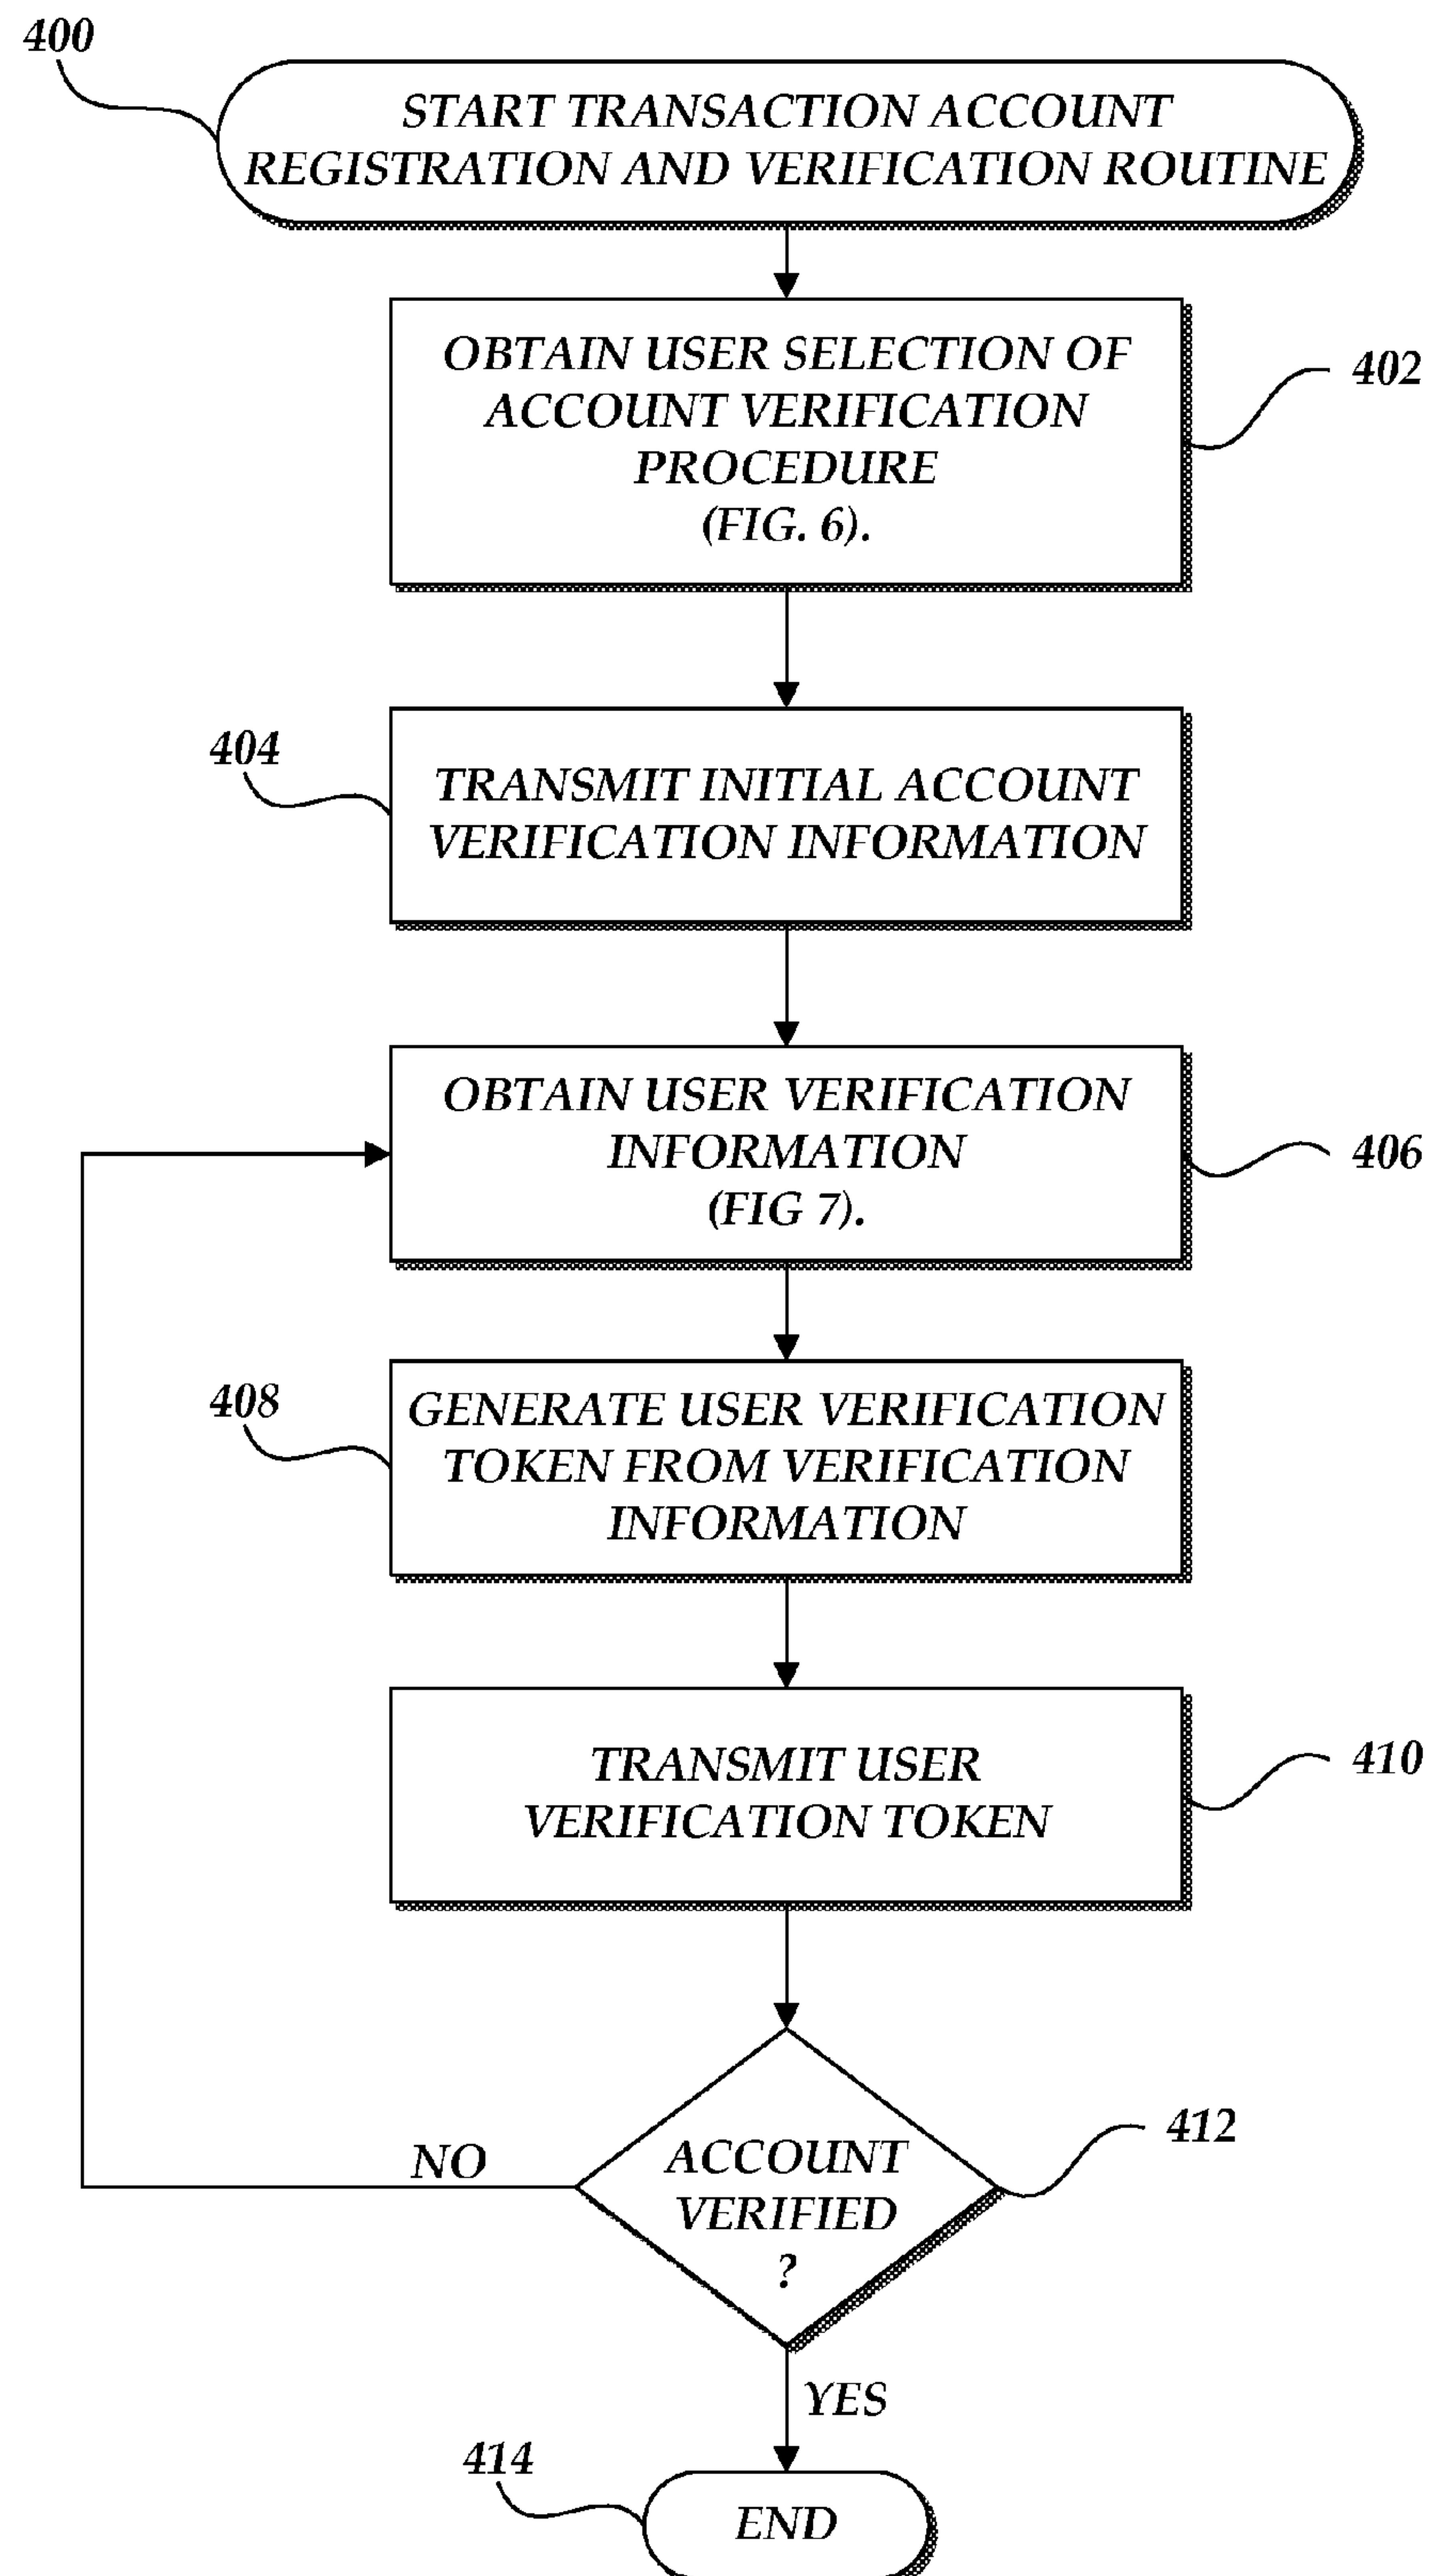 400
START TRANSACTION ACCOUNT
REGISTRATION AND VERIFICATION ROUTINE
OBTAIN USER SELECTION OF
ACCOUNT VERIFICATION
PROCEDURE
(FIG. 6).
402
404
TRANSMIT INITIAL ACCOUNT
VERIFICATION INFORMATION
OBTAIN USER VERIFICATION
INFORMATION
(FIG 7).
406
408
GENERATE USER VERIFICATION
TOKEN FROM VERIFICATION
INFORMATION
TRANSMIT USER
VERIFICATION TOKEN
410
412
NO
ACCOUNT
VERIFIED
?
YES
414
END